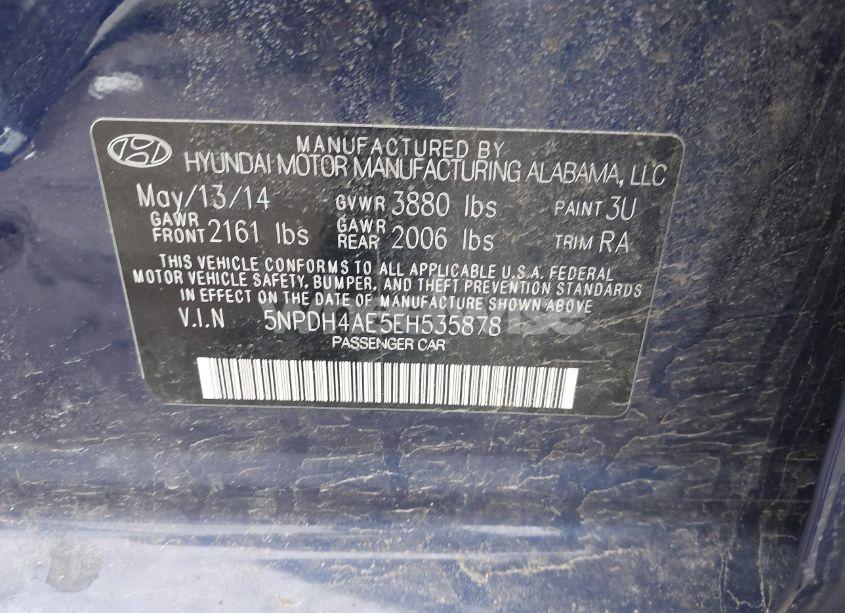 MANUFACTURED BY
HYUNDAI MOTOR MANUFACTURING ALABAMA, LLC
May/13/14 GVWR 3880 lbs PAINT 3U
GAWR FRONT 2161 lbs GAWR REAR 2006 lbs TRIM RA
THIS VEHICLE CONFORMS TO ALL APPLICABLE U.S.A. FEDERAL
MOTOR VEHICLE SAFETY, BUMPER, AND THEFT PREVENTION STANDARDS
IN EFFECT ON THE DATE OF MANUFACTURE SHOWN ABOVE.
V.I.N 5NPDH4AE5EH535878
PASSENGER CAR